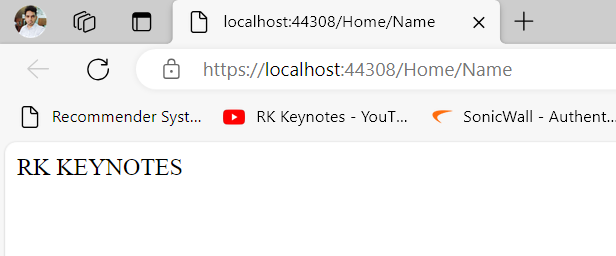 localhost:44308/Home/Name
https://localhost:44308/Home/Name
Recommender Syst... RK Keynotes - YouT... SonicWall - Authent...
RK KEYNOTES